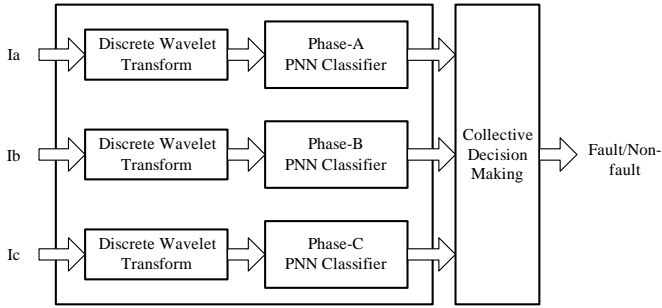 Ia
Discrete Wavelet
Transform
Phase-A
PNN Classifier
Ib
Discrete Wavelet
Transform
Phase-B
PNN Classifier
Ic
Discrete Wavelet
Transform
Phase-C
PNN Classifier
Collective
Decision
Making
Fault/Non-
fault